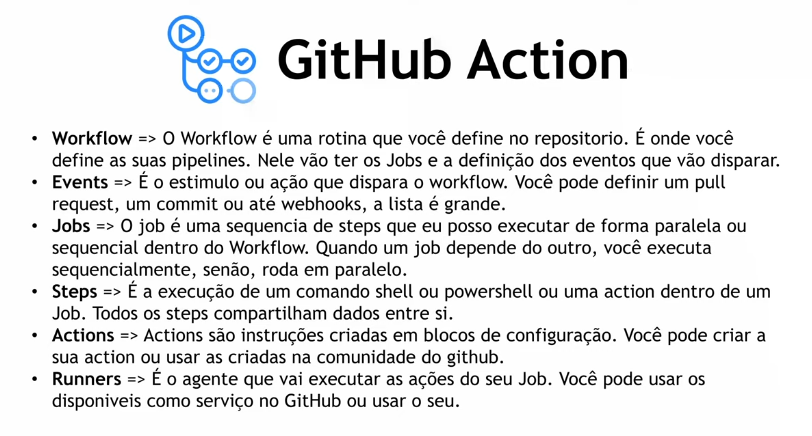 GitHub Action
• Workflow => O Workflow é uma rotina que você define no repositorio. É onde você
define as suas pipelines. Nele vão ter os Jobs e a definição dos eventos que vão disparar.
• Events => É o estimulo ou ação que dispara o workflow. Você pode definir um pull
request, um commit ou até webhooks, a lista é grande.
• Jobs => O job é uma sequencia de steps que eu posso executar de forma paralela ou
sequencial dentro do Workflow. Quando um job depende do outro, você executa
sequencialmente, senão, roda em paralelo.
• Steps => É a execução de um comando shell ou powershell ou uma action dentro de um
Job. Todos os steps compartilham dados entre si.
• Actions => Actions são instruções criadas em blocos de configuração. Você pode criar a
sua action ou usar as criadas na comunidade do github.
• Runners => É o agente que vai executar as ações do seu Job. Você pode usar os
disponiveis como serviço no GitHub ou usar o seu.